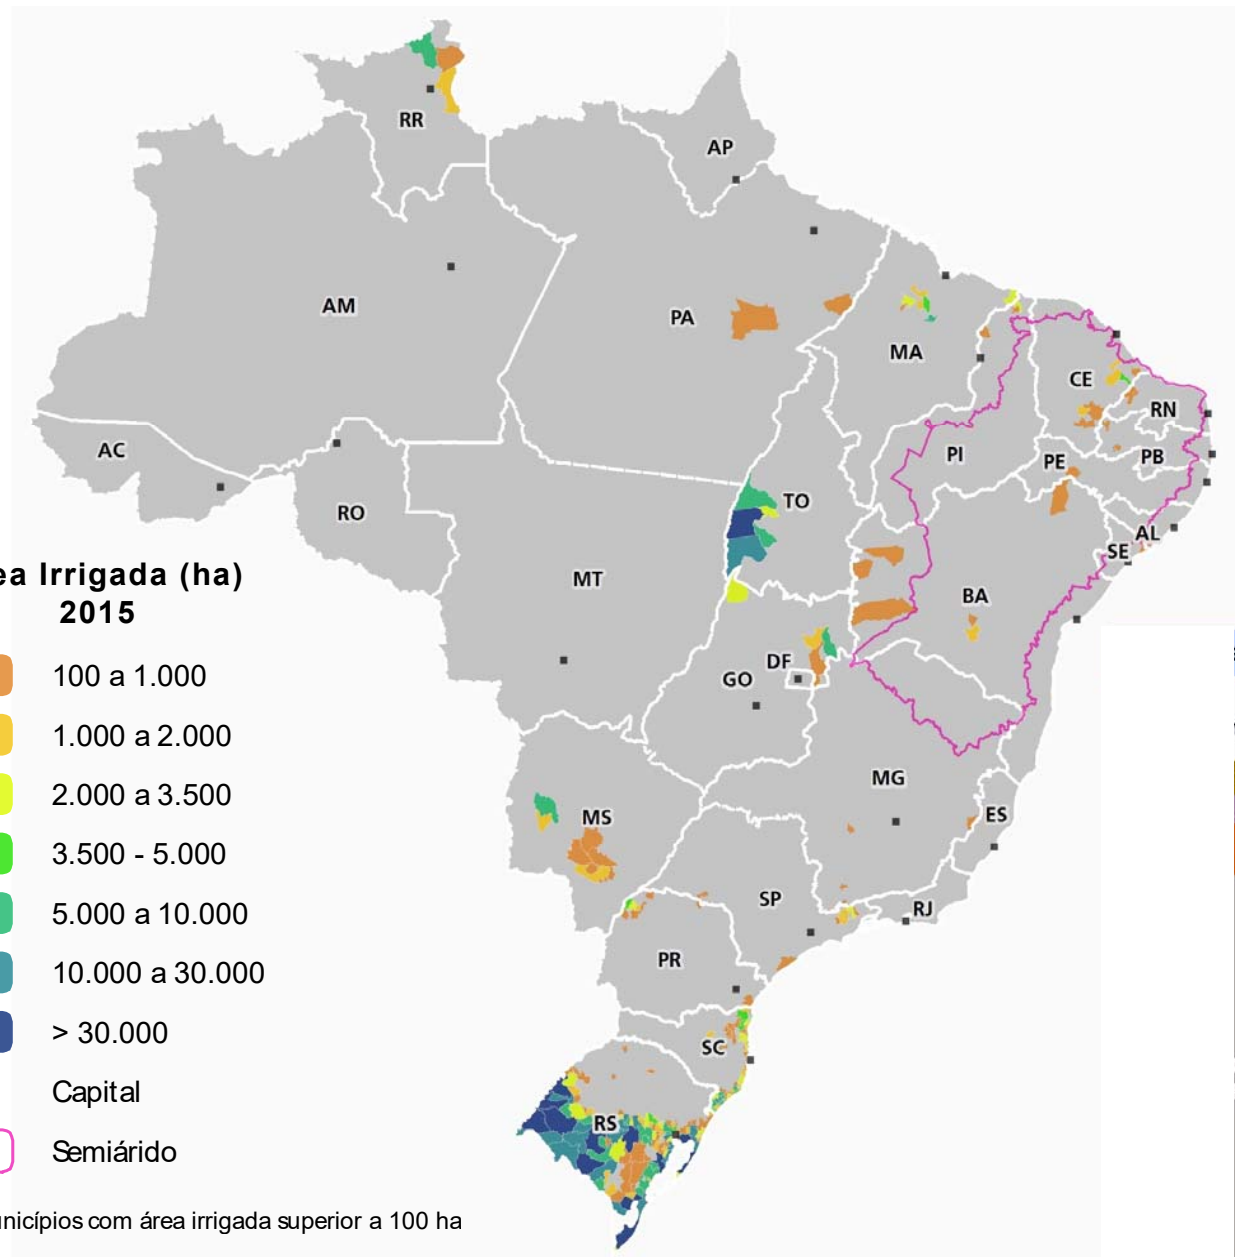 RR
AP
AM
PA
MA
CE
RN
PB
PI
PE
AC
RO
TO
AL
SE
MT
BA
DF
GO
MG
MS
ES
SP
RJ
PR
SC
RS
Irrigada (ha)
2015
100 a 1.000
1.000 a 2.000
2.000 a 3.500
3.500 - 5.000
5.000 a 10.000
10.000 a 30.000
> 30.000
Capital
Semiárido
com área irrigada superior a 100 ha